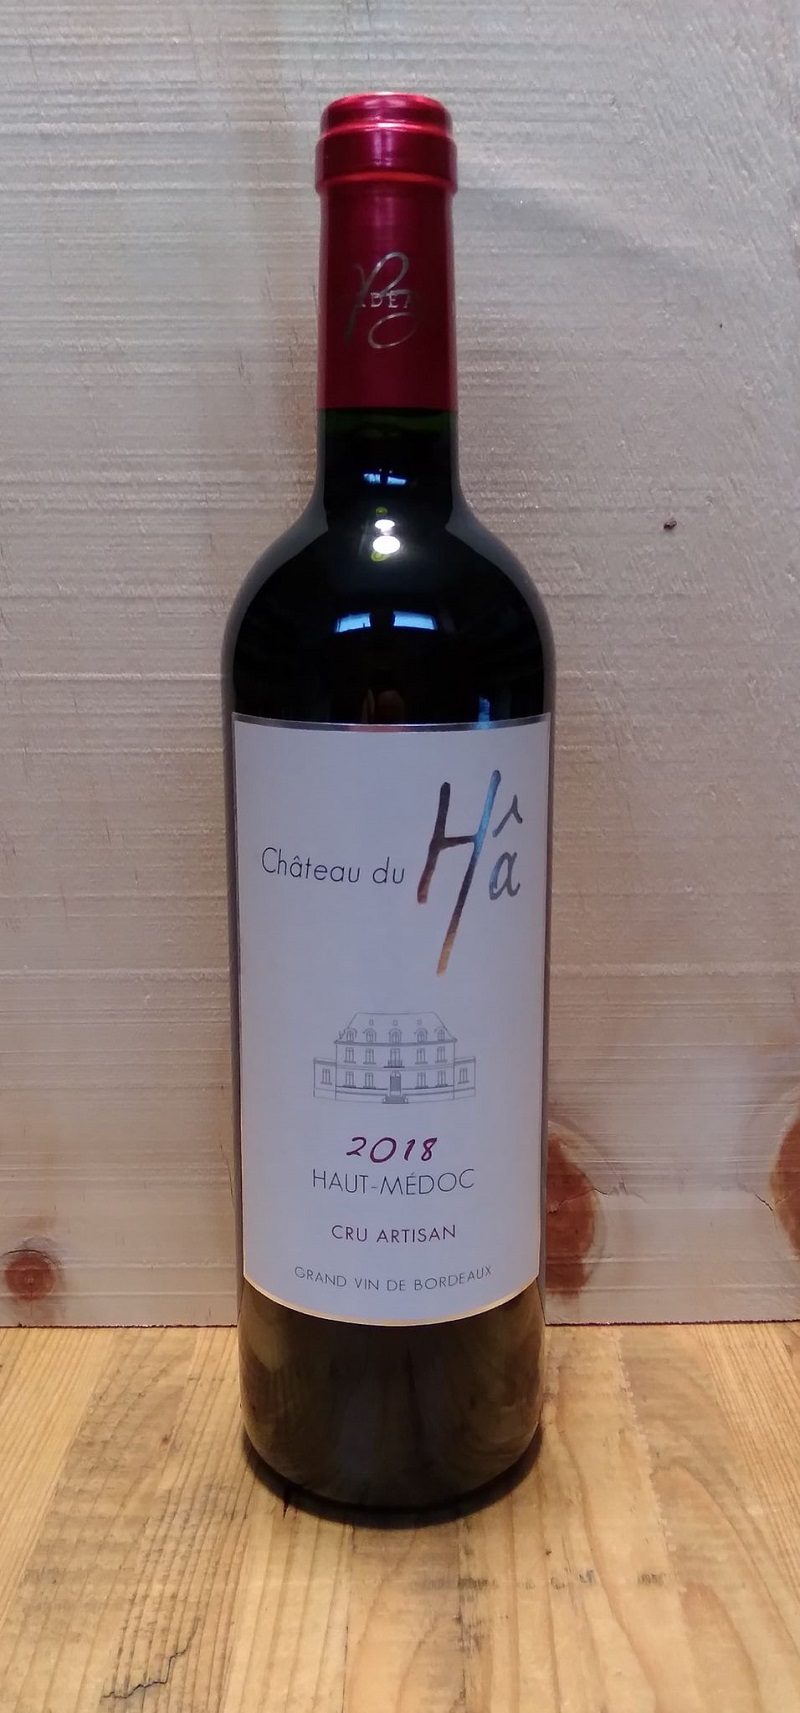 Château du Hâ
2018
HAUT-MÉDOC
CRU ARTISAN
GRAND VIN DE BORDEAUX